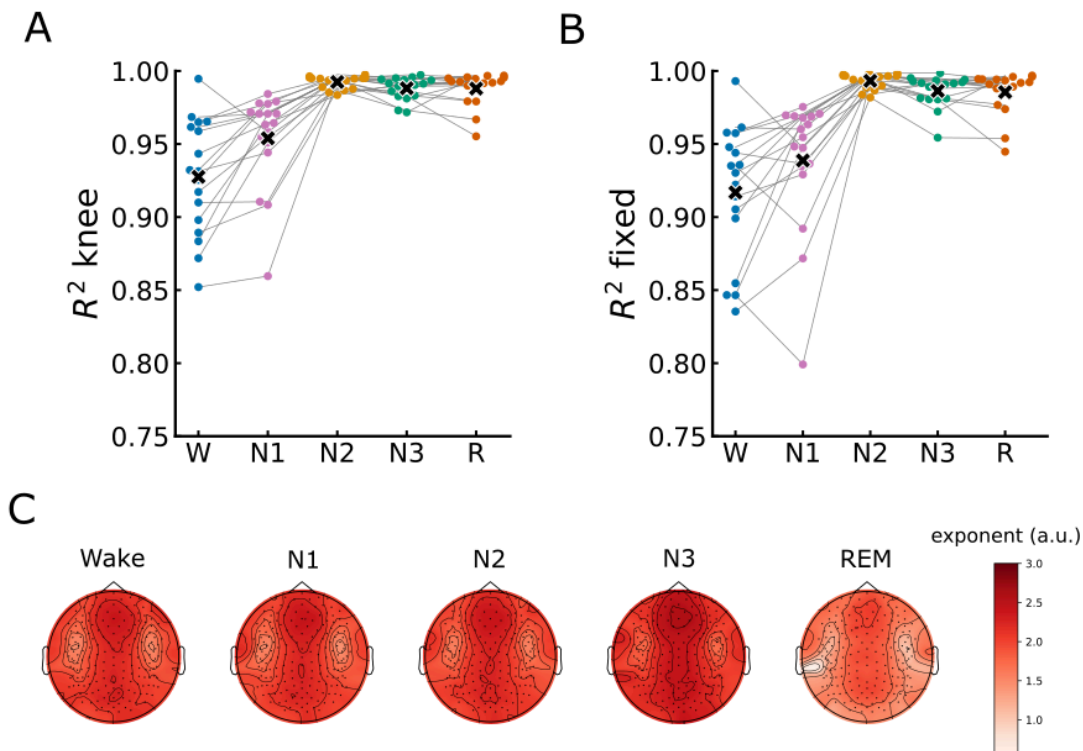 A
B
1.00
0.95
0.90
0.85
0.80
0.75
R² knee
W N1 N2 N3 R
1.00
0.95
0.90
0.85
0.80
0.75
R² fixed
W N1 N2 N3 R
C
exponent (a.u.)
Wake N1 N2 N3 REM
3.0
2.5
2.0
1.5
1.0